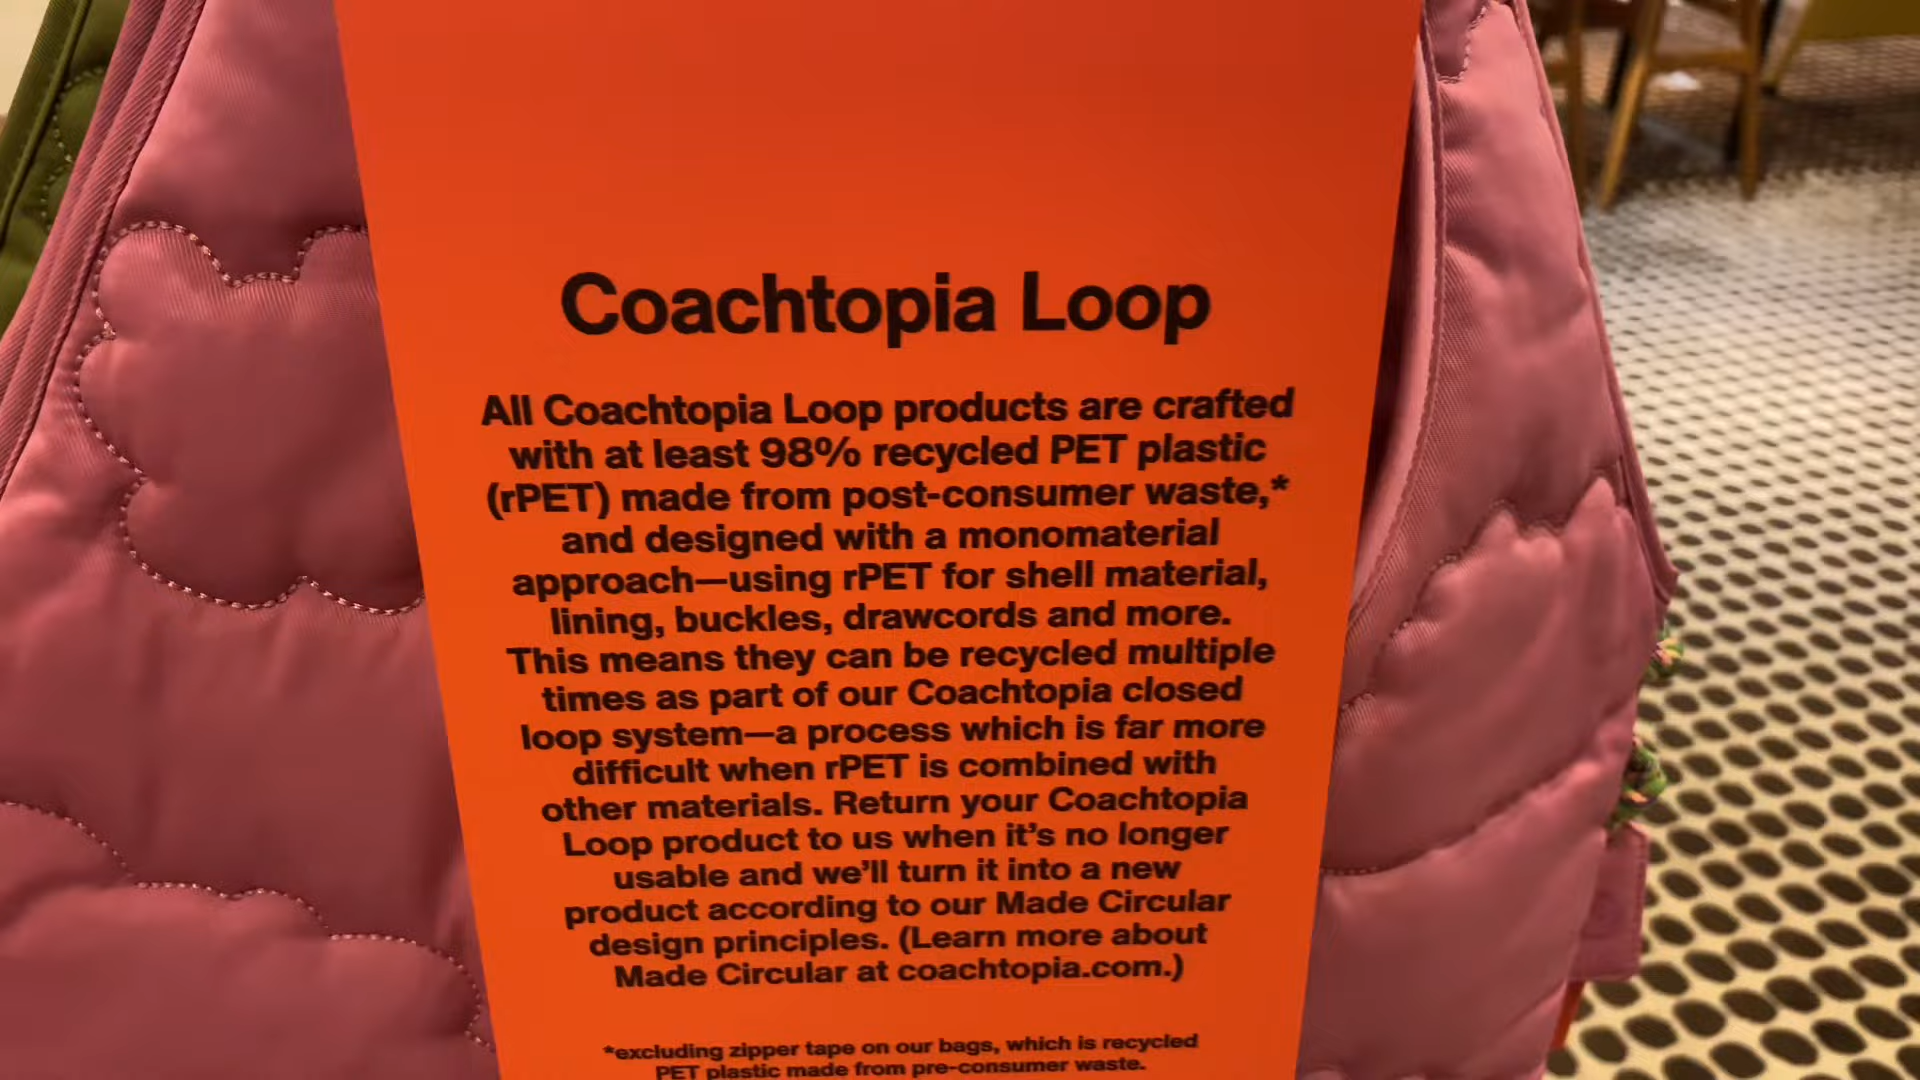 Coachtopia Loop
All Coachtopia Loop products are crafted
with at least 98% recycled PET plastic
(rPET) made from post-consumer waste,*
and designed with a monomaterial
approach—using rPET for shell material,
lining, buckles, drawcords and more.
This means they can be recycled multiple
times as part of our Coachtopia closed
loop system—a process which is far more
difficult when rPET is combined with
other materials. Return your Coachtopia
Loop product to us when it's no longer
usable and we'll turn it into a new
product according to our Made Circular
design principles. (Learn more about
Made Circular at coachtopia.com.)
*excluding zipper tape on our bags, which is recycled
PET plastic made from pre-consumer waste.